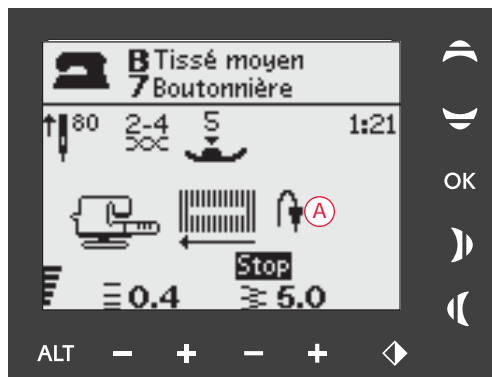 B Tissé moyen
7 Boutonnière
80 2-4 5 1:21
A
Stop
0.4 5.0
OK
ALT - + - +